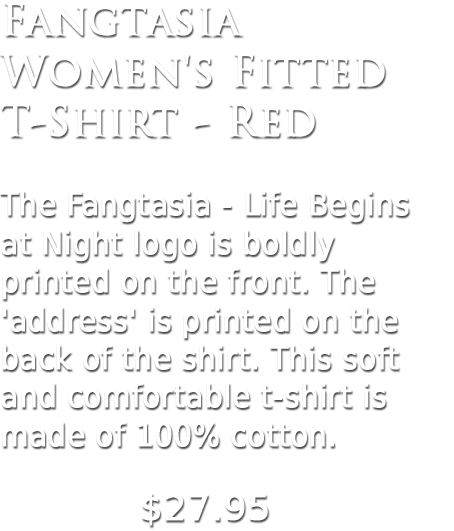 Fangtasia
Women's Fitted
T-Shirt - Red
The Fangtasia - Life Begins
at Night logo is boldly
printed on the front. The
'address' is printed on the
back of the shirt. This soft
and comfortable t-shirt is
made of 100% cotton.
$27.95